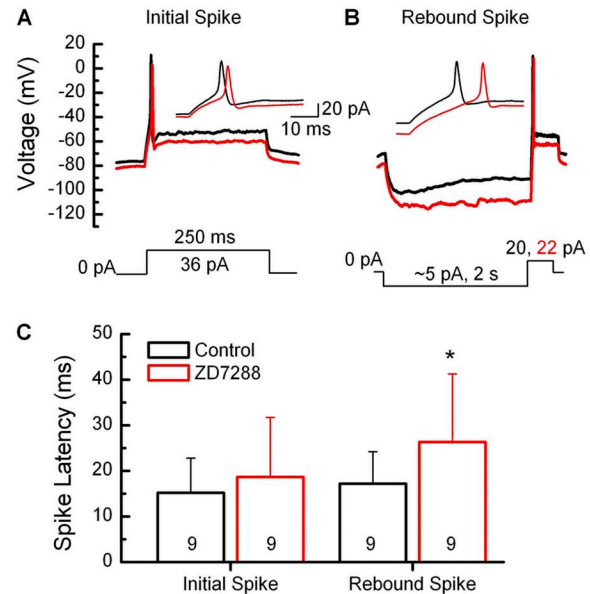 A Initial Spike
B Rebound Spike
Voltage (mV)
20
0
-20
-40
-60
-80
-100
-120
20 pA
10 ms
250 ms
0 pA
36 pA
20, 22 pA
0 pA
~5 pA, 2 s
C
Spike Latency (ms)
50
40
30
20
10
0
Control
ZD7288
*
9
9
9
9
Initial Spike
Rebound Spike